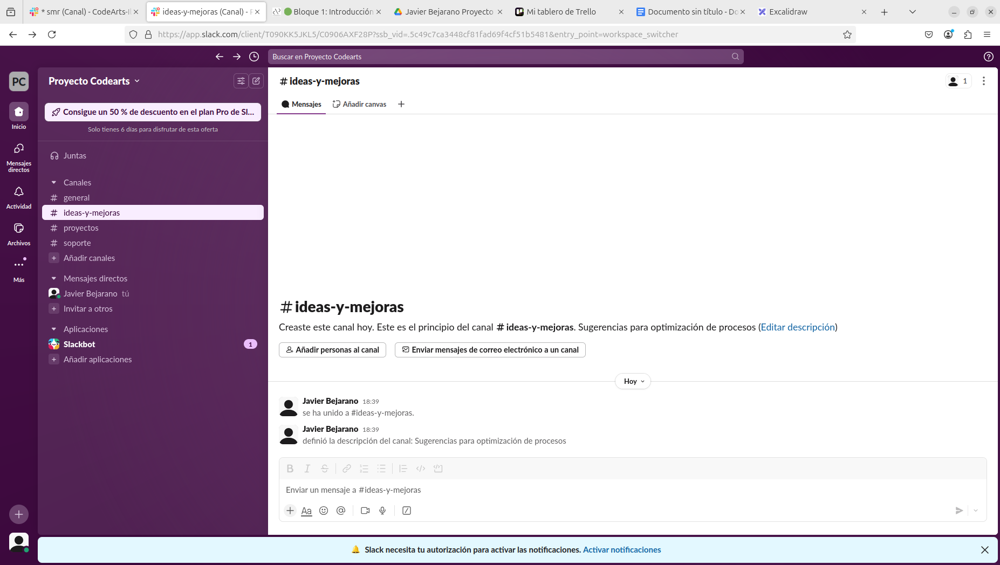 * smr (Canal) - CodeArts-I
ideas-y-mejoras (Canal) - P
Bloque 1: Introducción
Javier Bejarano Proyecto
Mi tablero de Trello
Documento sin título - Do
Excalidraw
https://app.slack.com/client/T090KK5JKL5/C0906AXF28P?ssb_vid=.5c49c7ca3448cf81fad69f4cf51b5481&entry_point=workspace_switcher
Buscar en Proyecto Codearts
PC
Inicio
Mensajes directos
Actividad
Archivos
Más
Proyecto Codearts
Consigue un 50 % de descuento en el plan Pro de Sl...
Solo tienes 6 días para disfrutar de esta oferta
Juntas
Canales
# general
# ideas-y-mejoras
# proyectos
# soporte
+ Añadir canales
Mensajes directos
Javier Bejarano tú
+ Invitar a otros
Aplicaciones
Slackbot 1
+ Añadir aplicaciones
# ideas-y-mejoras
1
Mensajes
Añadir canvas
# ideas-y-mejoras
Creaste este canal hoy. Este es el principio del canal # ideas-y-mejoras. Sugerencias para optimización de procesos (Editar descripción)
Añadir personas al canal
Enviar mensajes de correo electrónico a un canal
Hoy
Javier Bejarano 18:39
se ha unido a #ideas-y-mejoras.
Javier Bejarano 18:39
definió la descripción del canal: Sugerencias para optimización de procesos
Enviar un mensaje a #ideas-y-mejoras
Aa
Slack necesita tu autorización para activar las notificaciones. Activar notificaciones